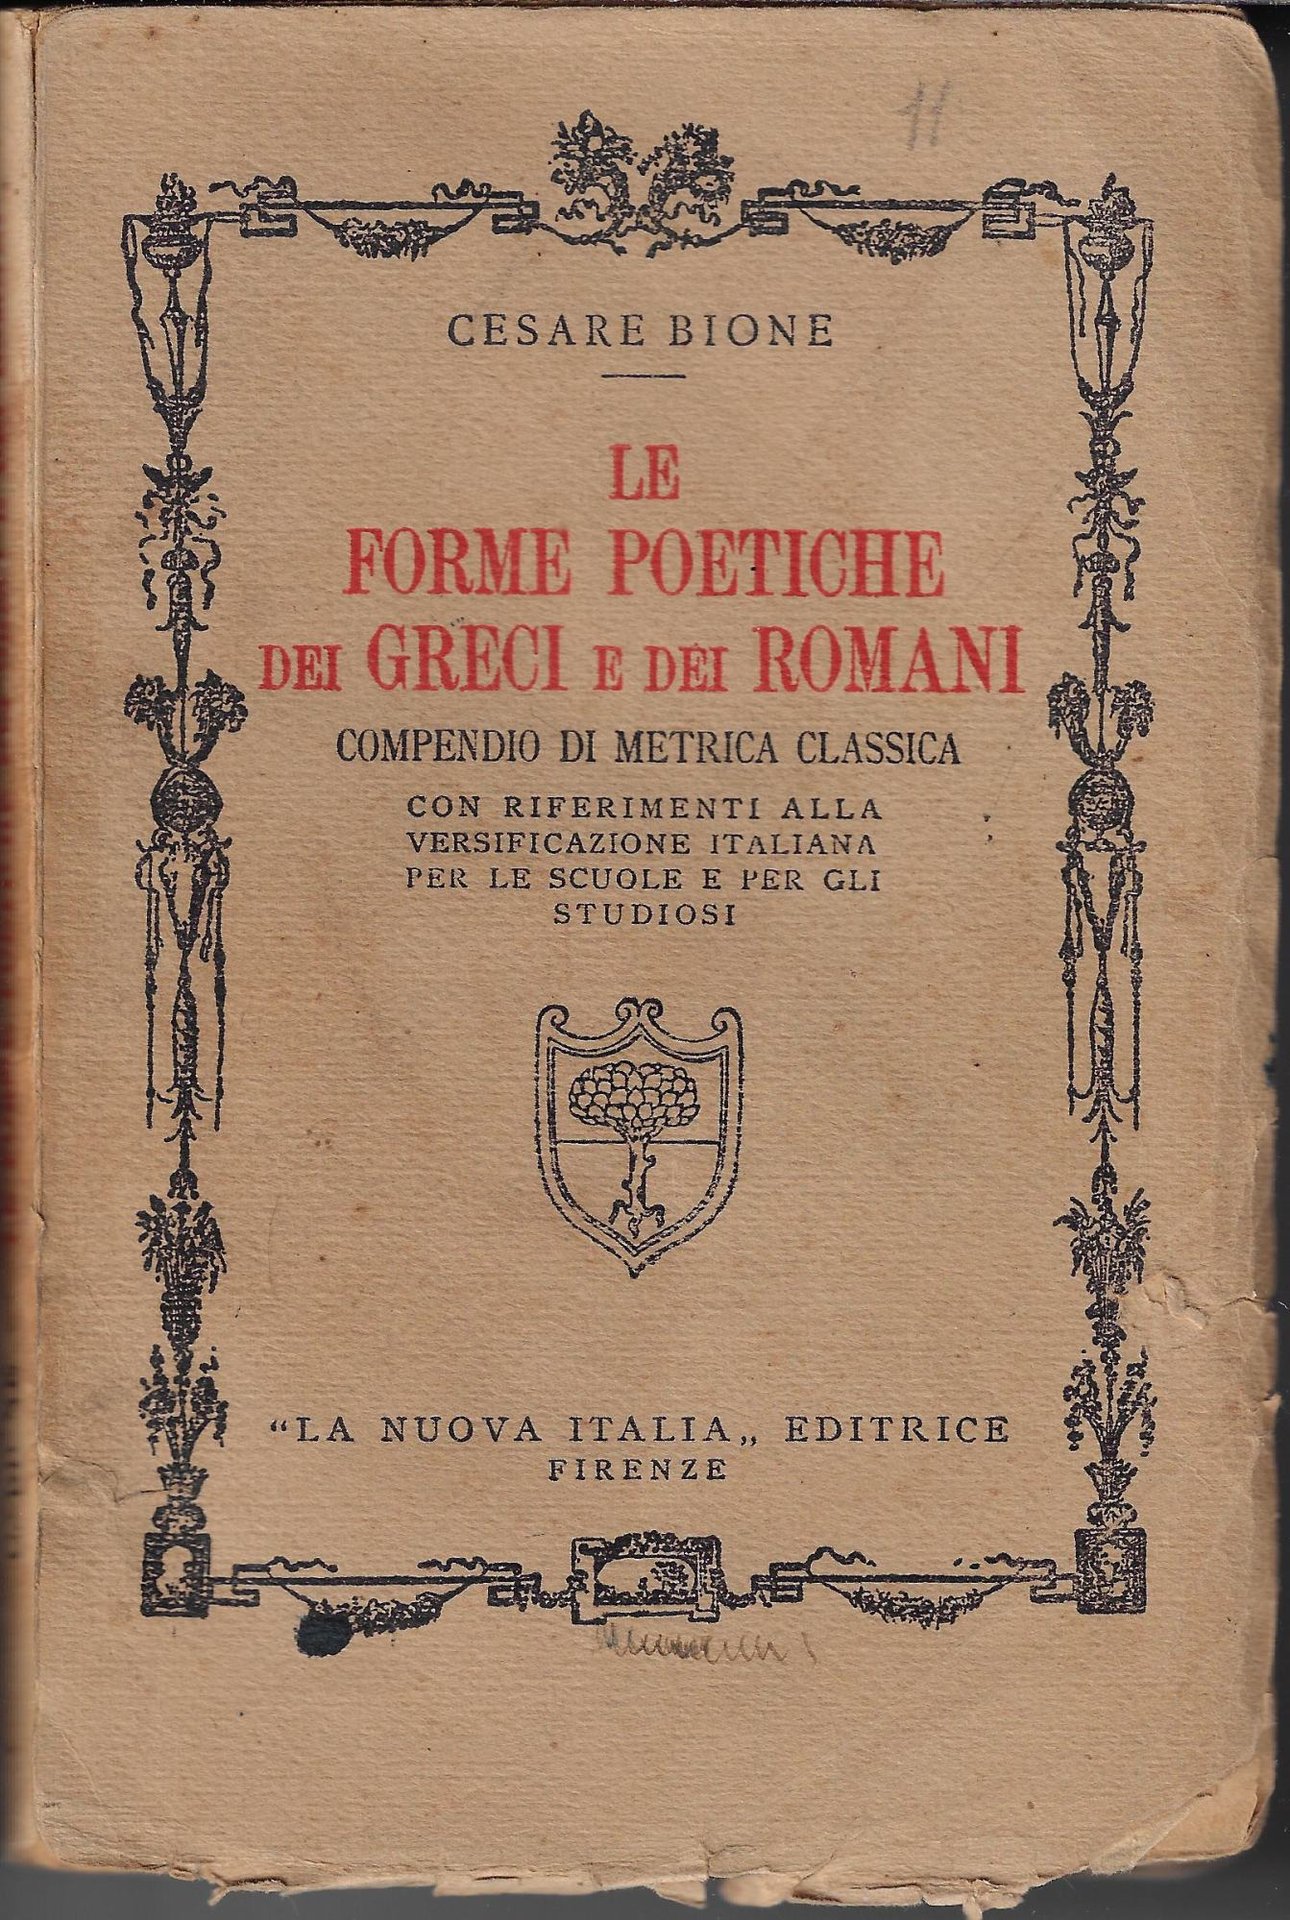 11
CESARE BIONE
LE
FORME POETICHE
DEI GRECI E DEI ROMANI
COMPENDIO DI METRICA CLASSICA
CON RIFERIMENTI ALLA
VERSIFICAZIONE ITALIANA
PER LE SCUOLE E PER GLI
STUDIOSI
“LA NUOVA ITALIA„ EDITRICE
FIRENZE